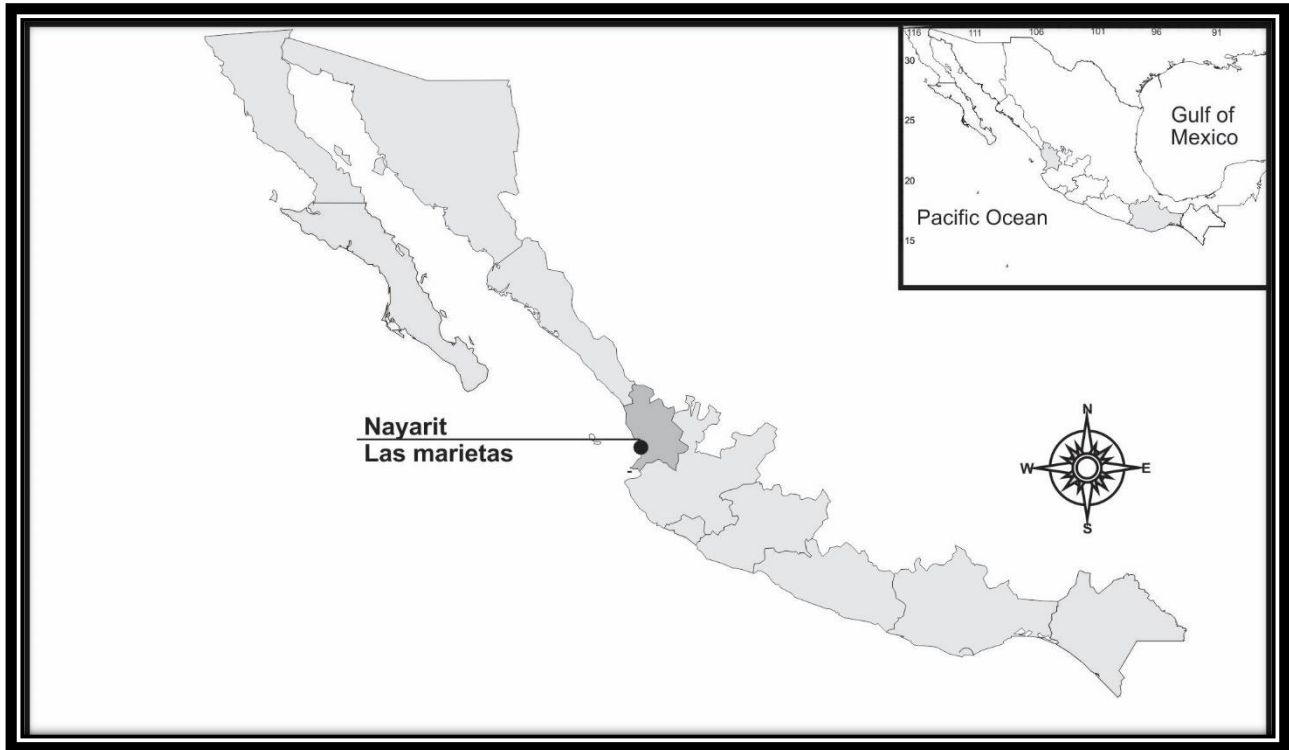 116 111 106 101 96 91
30
25
20
15
Gulf of
Mexico
Pacific Ocean
Nayarit
Las marietas
N
W E
S